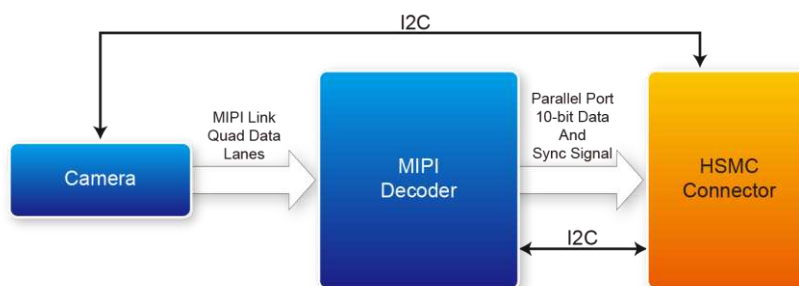 I2C
MIPI Link
Quad Data
Lanes
Parallel Port
10-bit Data
And
Sync Signal
Camera
MIPI
Decoder
HSMC
Connector
I2C